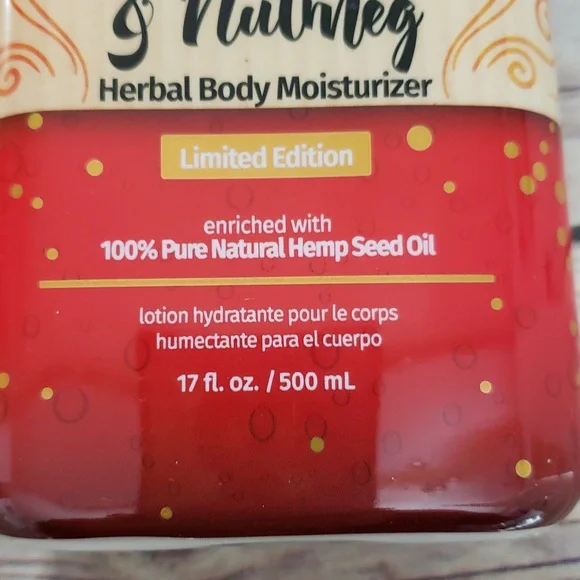 & Nutmeg
Herbal Body Moisturizer
Limited Edition
enriched with
100% Pure Natural Hemp Seed Oil
lotion hydratante pour le corps
humectante para el cuerpo
17 fl. oz. / 500 mL